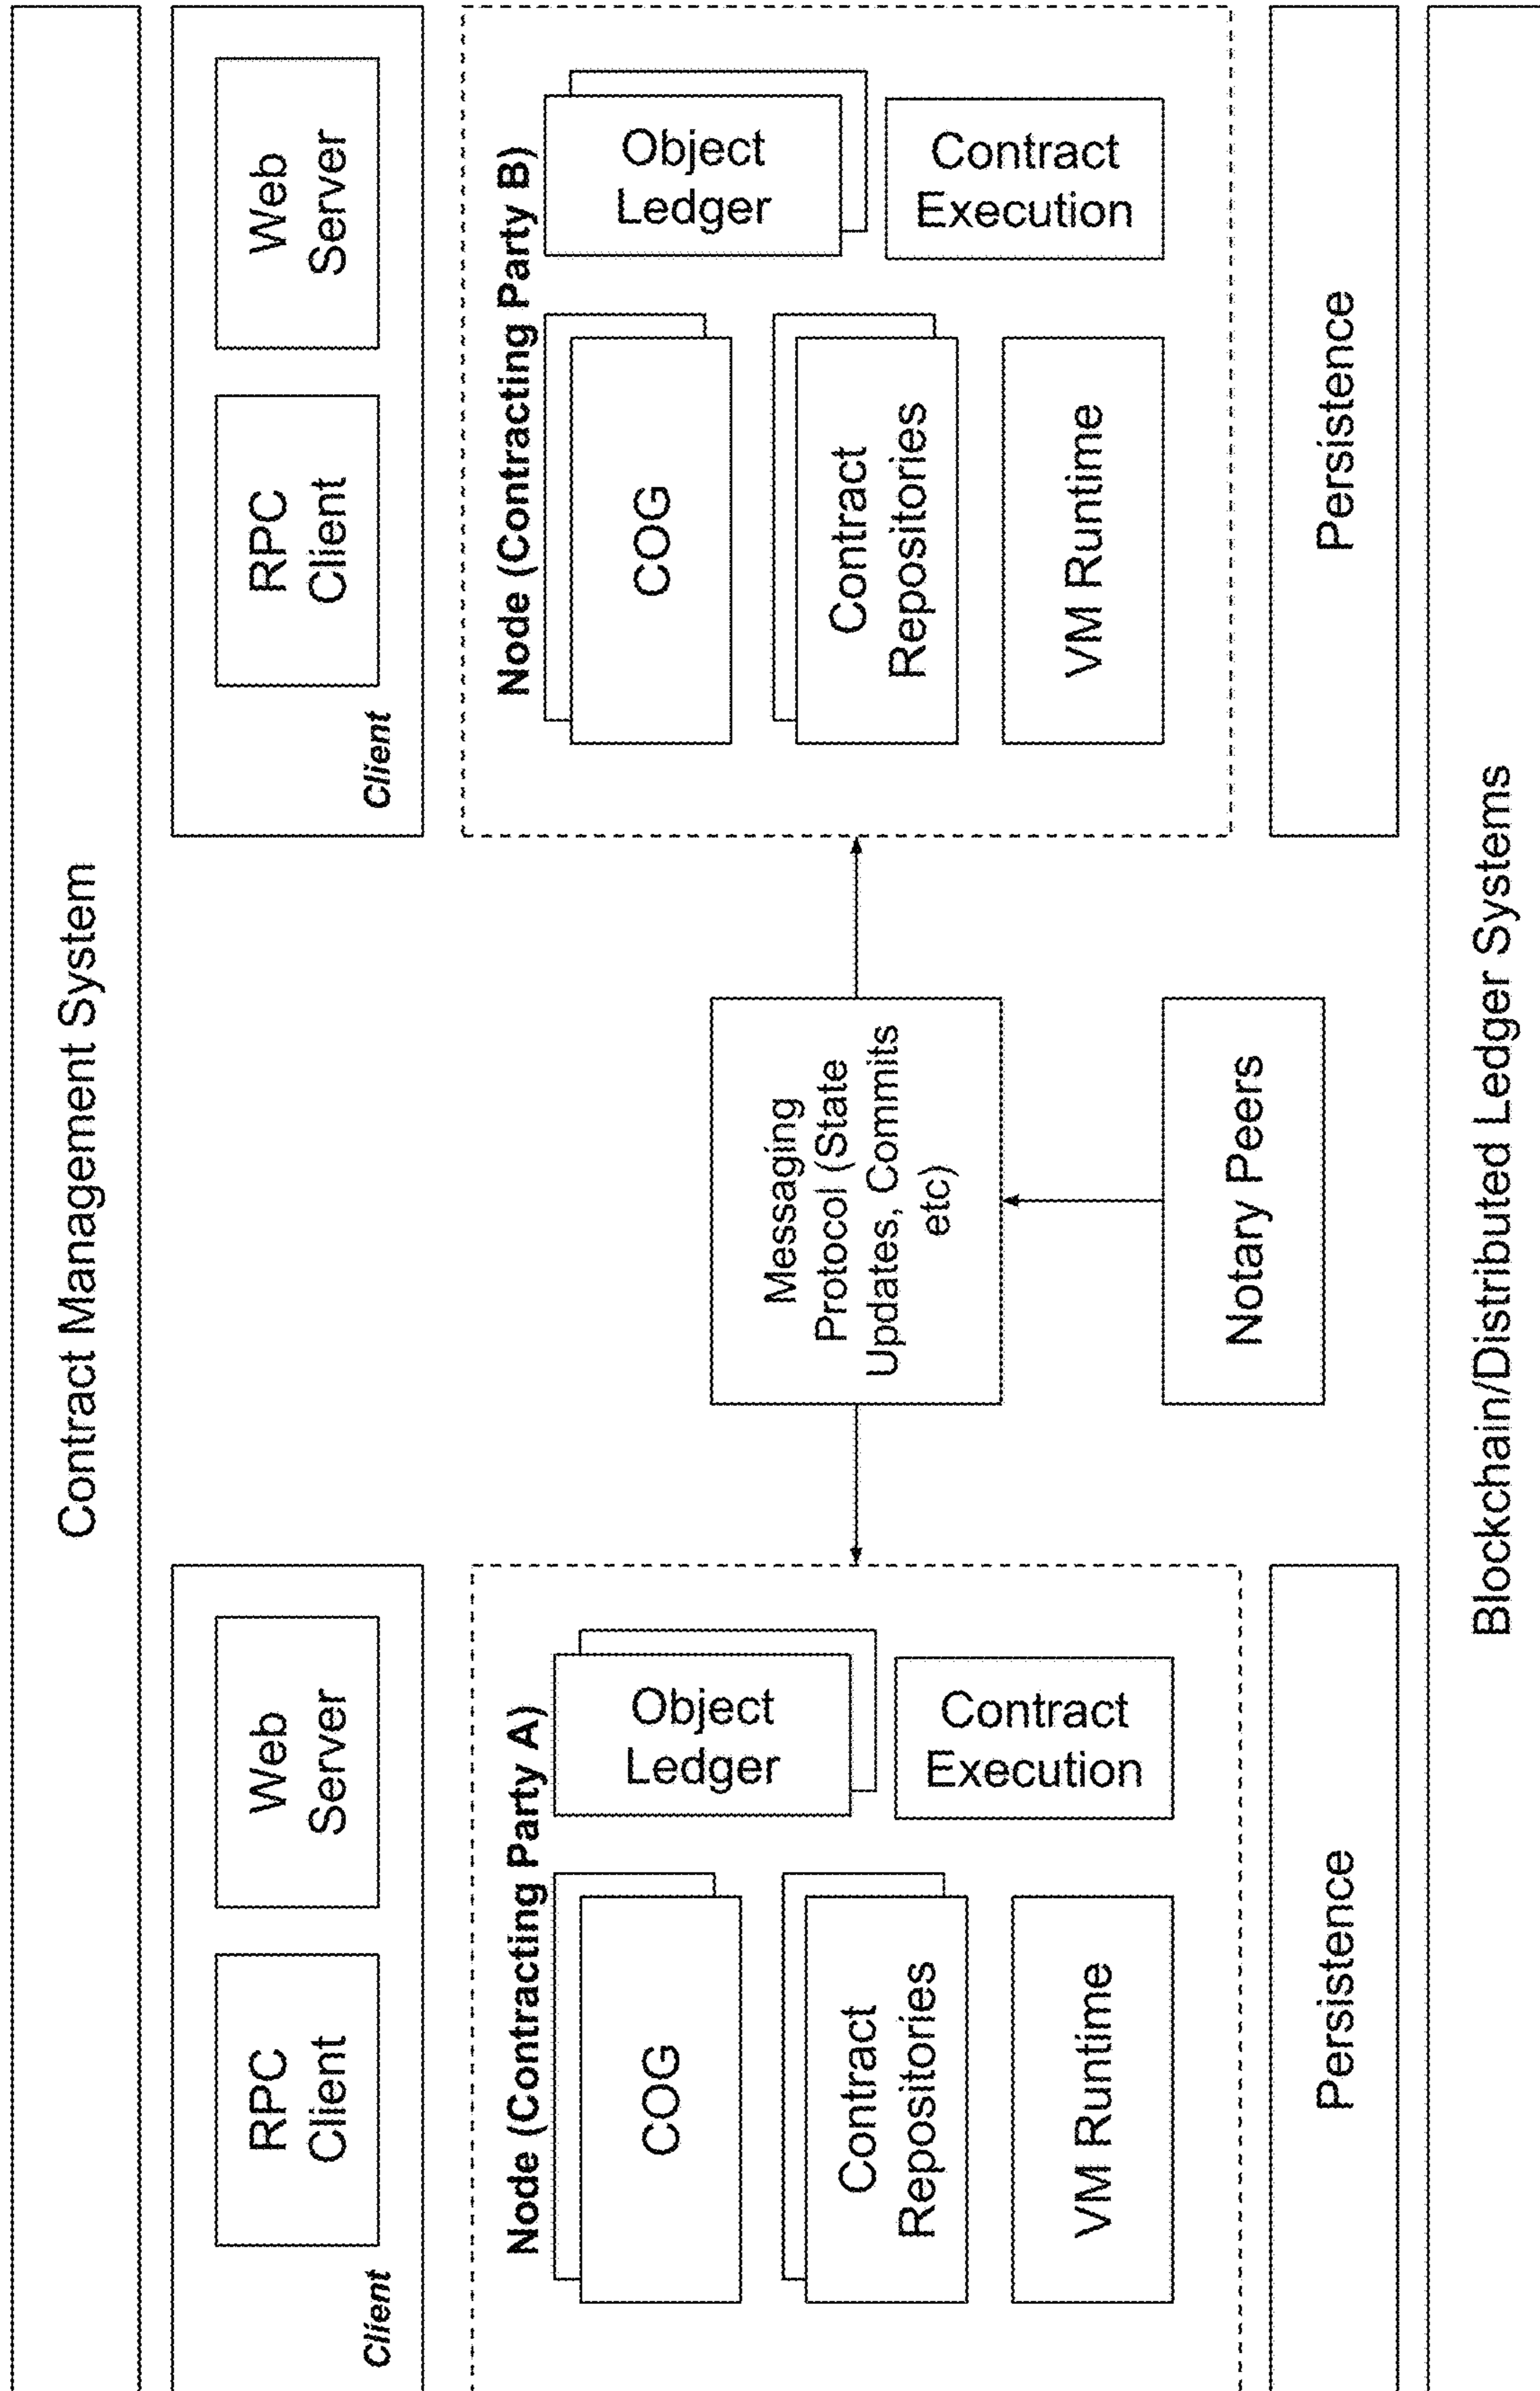 Contract Management System
RPC
Client
Web
Server
Client
RPC
Client
Web
Server
Client
Node (Contracting Party A)
COG
Object
Ledger
Contract
Repositories
Contract
Execution
VM Runtime
Messaging
Protocol (State
Updates, Commits
etc)
Notary Peers
Node (Contracting Party B)
COG
Object
Ledger
Contract
Repositories
Contract
Execution
VM Runtime
Persistence
Persistence
Blockchain/Distributed Ledger Systems